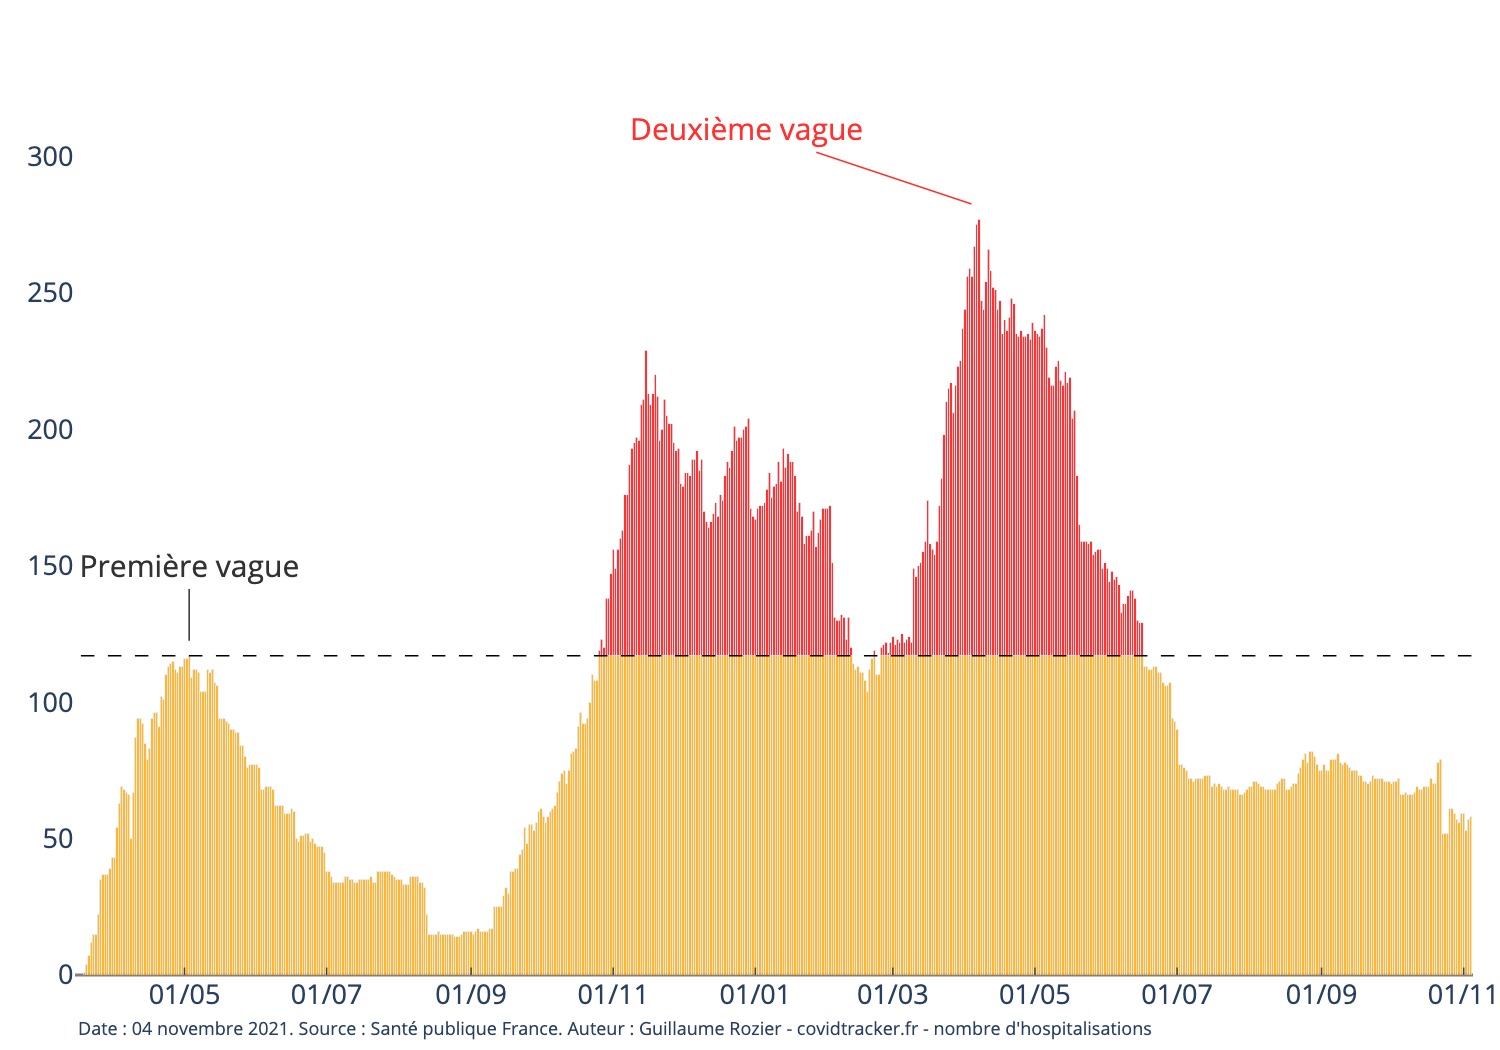 Deuxième vague
300
250
200
150
Première vague
100
50
0
01/05 01/07 01/09 01/11 01/01 01/03 01/05 01/07 01/09 01/11
Date : 04 novembre 2021. Source : Santé publique France. Auteur : Guillaume Rozier - covidtracker.fr - nombre d'hospitalisations